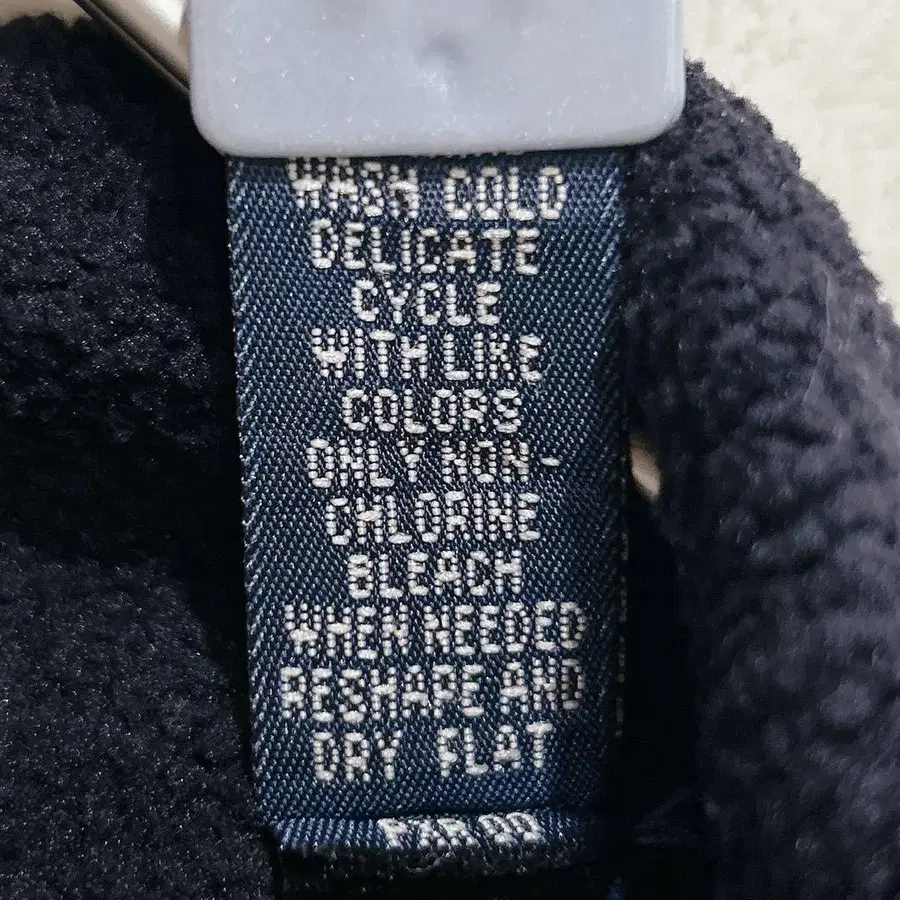 WASH COLD
DELICATE
CYCLE
WITH LIKE
COLORS
ONLY NON-
CHLORINE
BLEACH
WHEN NEEDED
RESHAPE AND
DRY FLAT